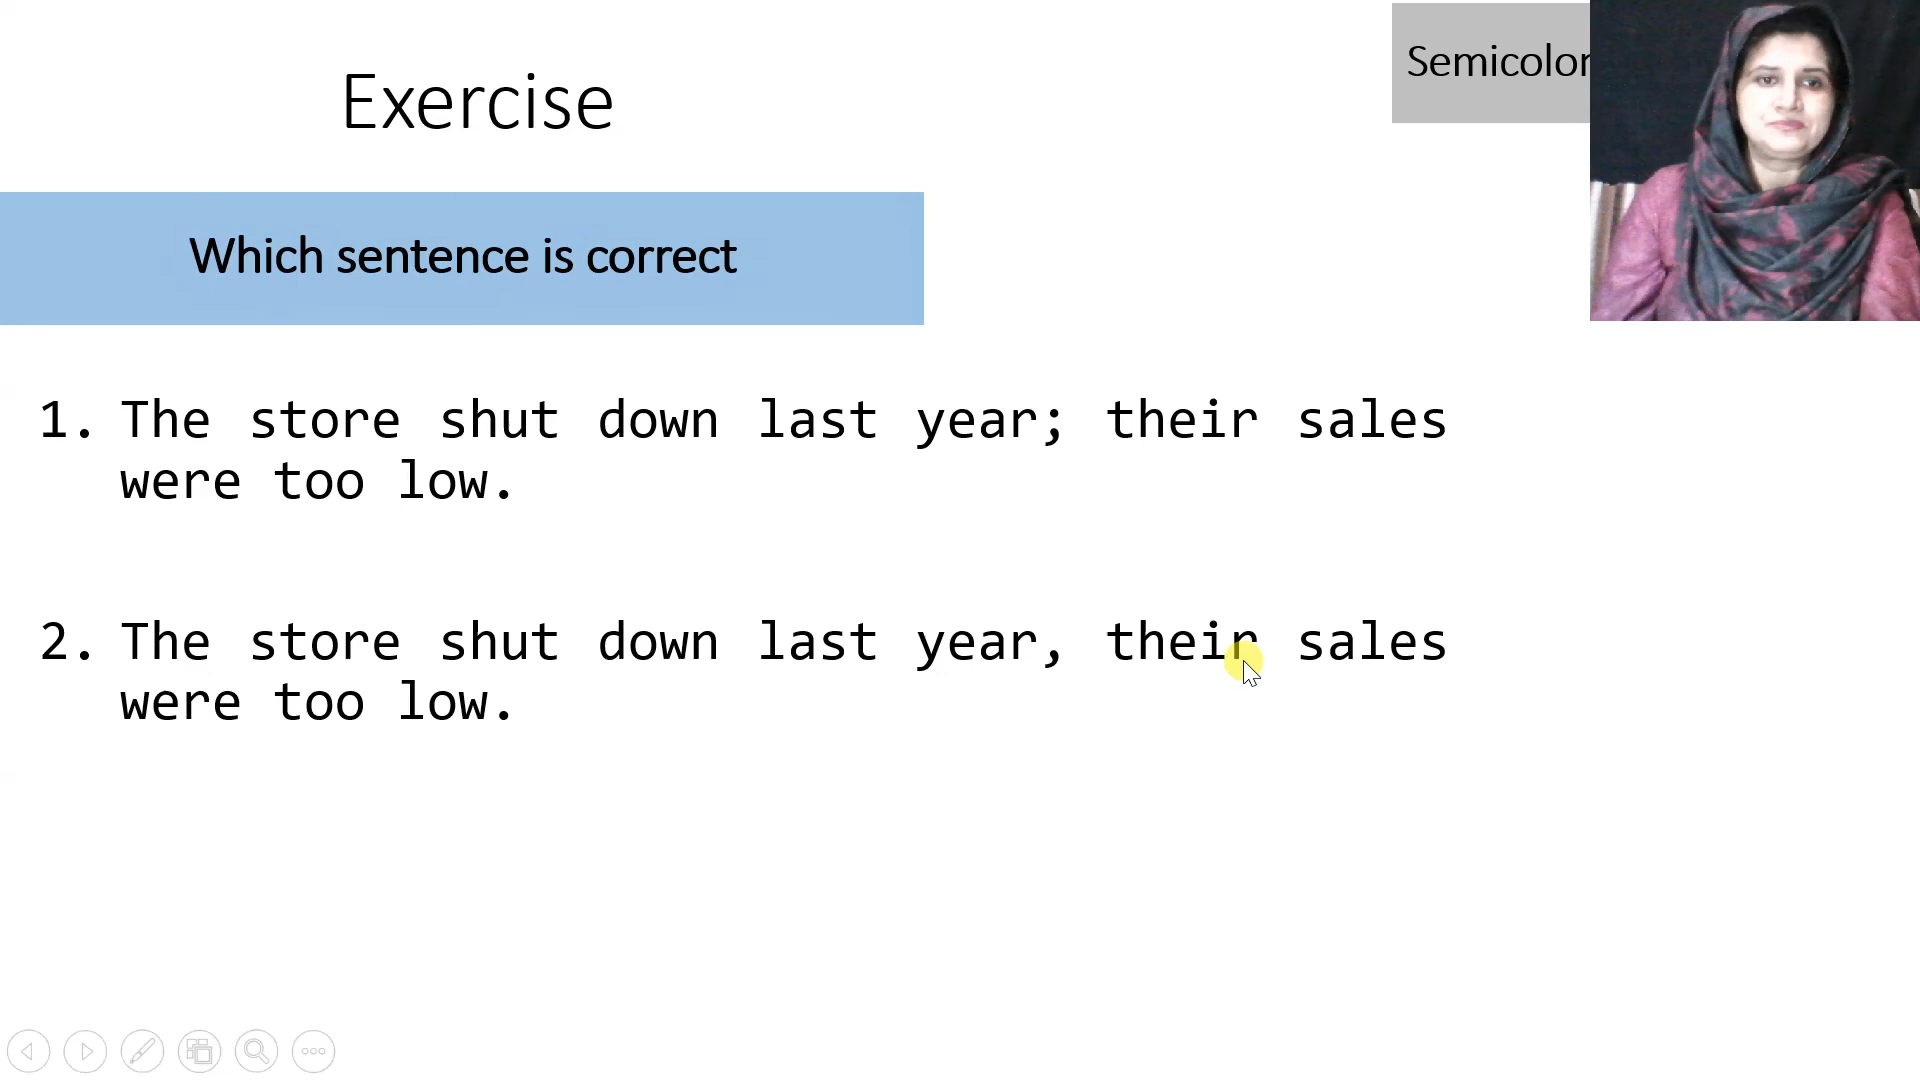 Exercise
Semicolon
Which sentence is correct
1. The store shut down last year; their sales
were too low.
2. The store shut down last year, their sales
were too low.